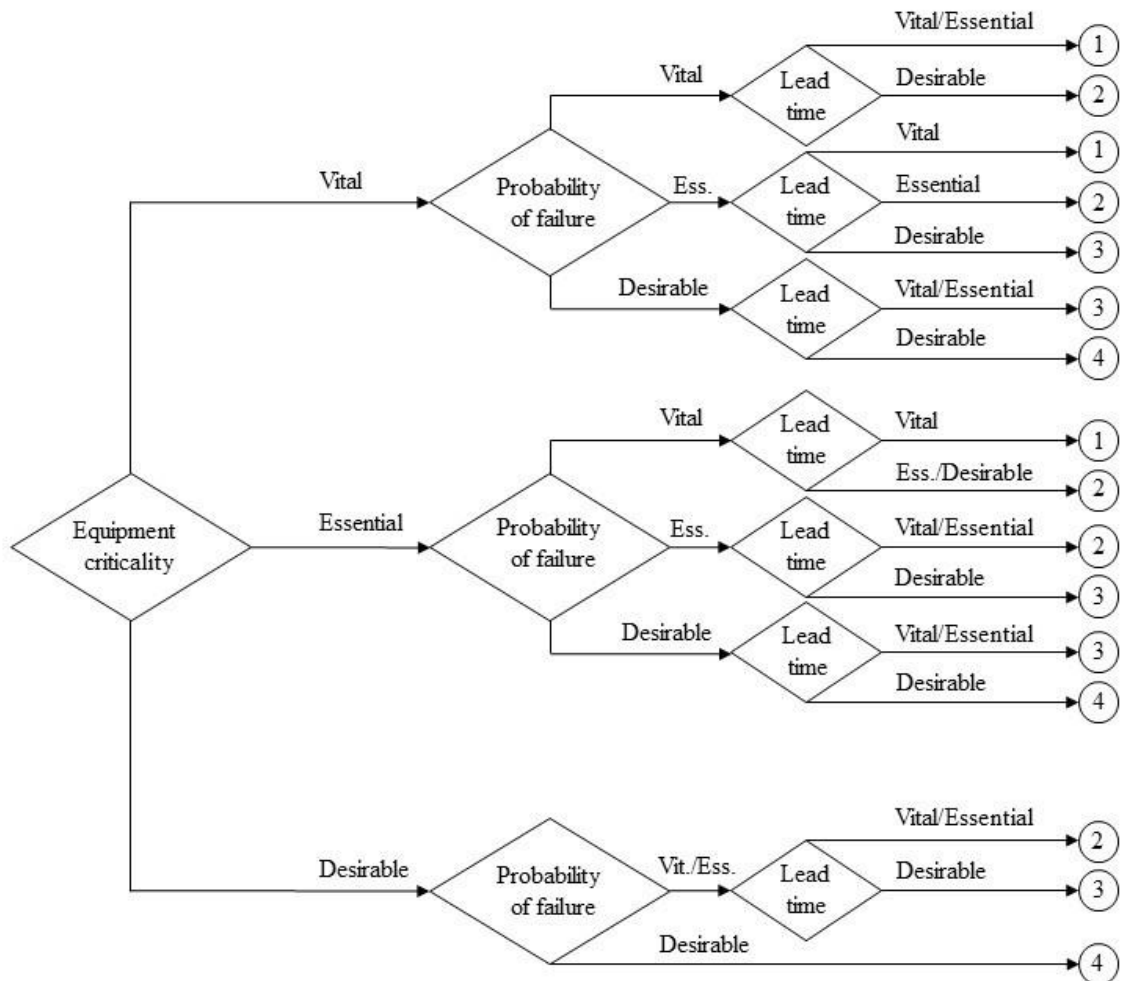 Vital/Essential
1
Vital
Lead
time
Desirable
2
Vital
1
Vital
Probability
of failure
Ess.
Lead
time
Essential
2
Desirable
3
Desirable
Lead
time
Vital/Essential
3
Desirable
4
Vital
Lead
time
Vital
1
Ess./Desirable
2
Equipment
criticality
Essential
Probability
of failure
Ess.
Lead
time
Vital/Essential
2
Desirable
3
Desirable
Lead
time
Vital/Essential
3
Desirable
4
Vital/Essential
2
Desirable
Probability
of failure
Vit./Ess.
Lead
time
Desirable
3
Desirable
4